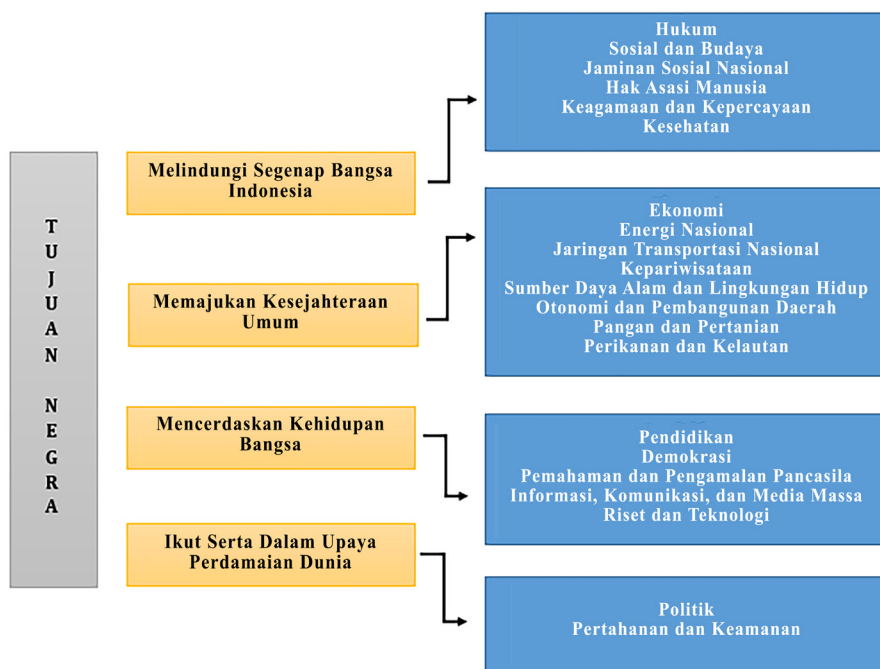 TUJUAN NEGRA
Melindungi Segenap Bangsa
Indonesia
Hukum
Sosial dan Budaya
Jaminan Sosial Nasional
Hak Asasi Manusia
Keagamaan dan Kepercayaan
Kesehatan
Memajukan Kesejahteraan
Umum
Ekonomi
Energi Nasional
Jaringan Transportasi Nasional
Kepariwisataan
Sumber Daya Alam dan Lingkungan Hidup
Otonomi dan Pembangunan Daerah
Pangan dan Pertanian
Perikanan dan Kelautan
Mencerdaskan Kehidupan
Bangsa
Pendidikan
Demokrasi
Pemahaman dan Pengamalan Pancasila
Informasi, Komunikasi, dan Media Massa
Riset dan Teknologi
Ikut Serta Dalam Upaya
Perdamaian Dunia
Politik
Pertahanan dan Keamanan